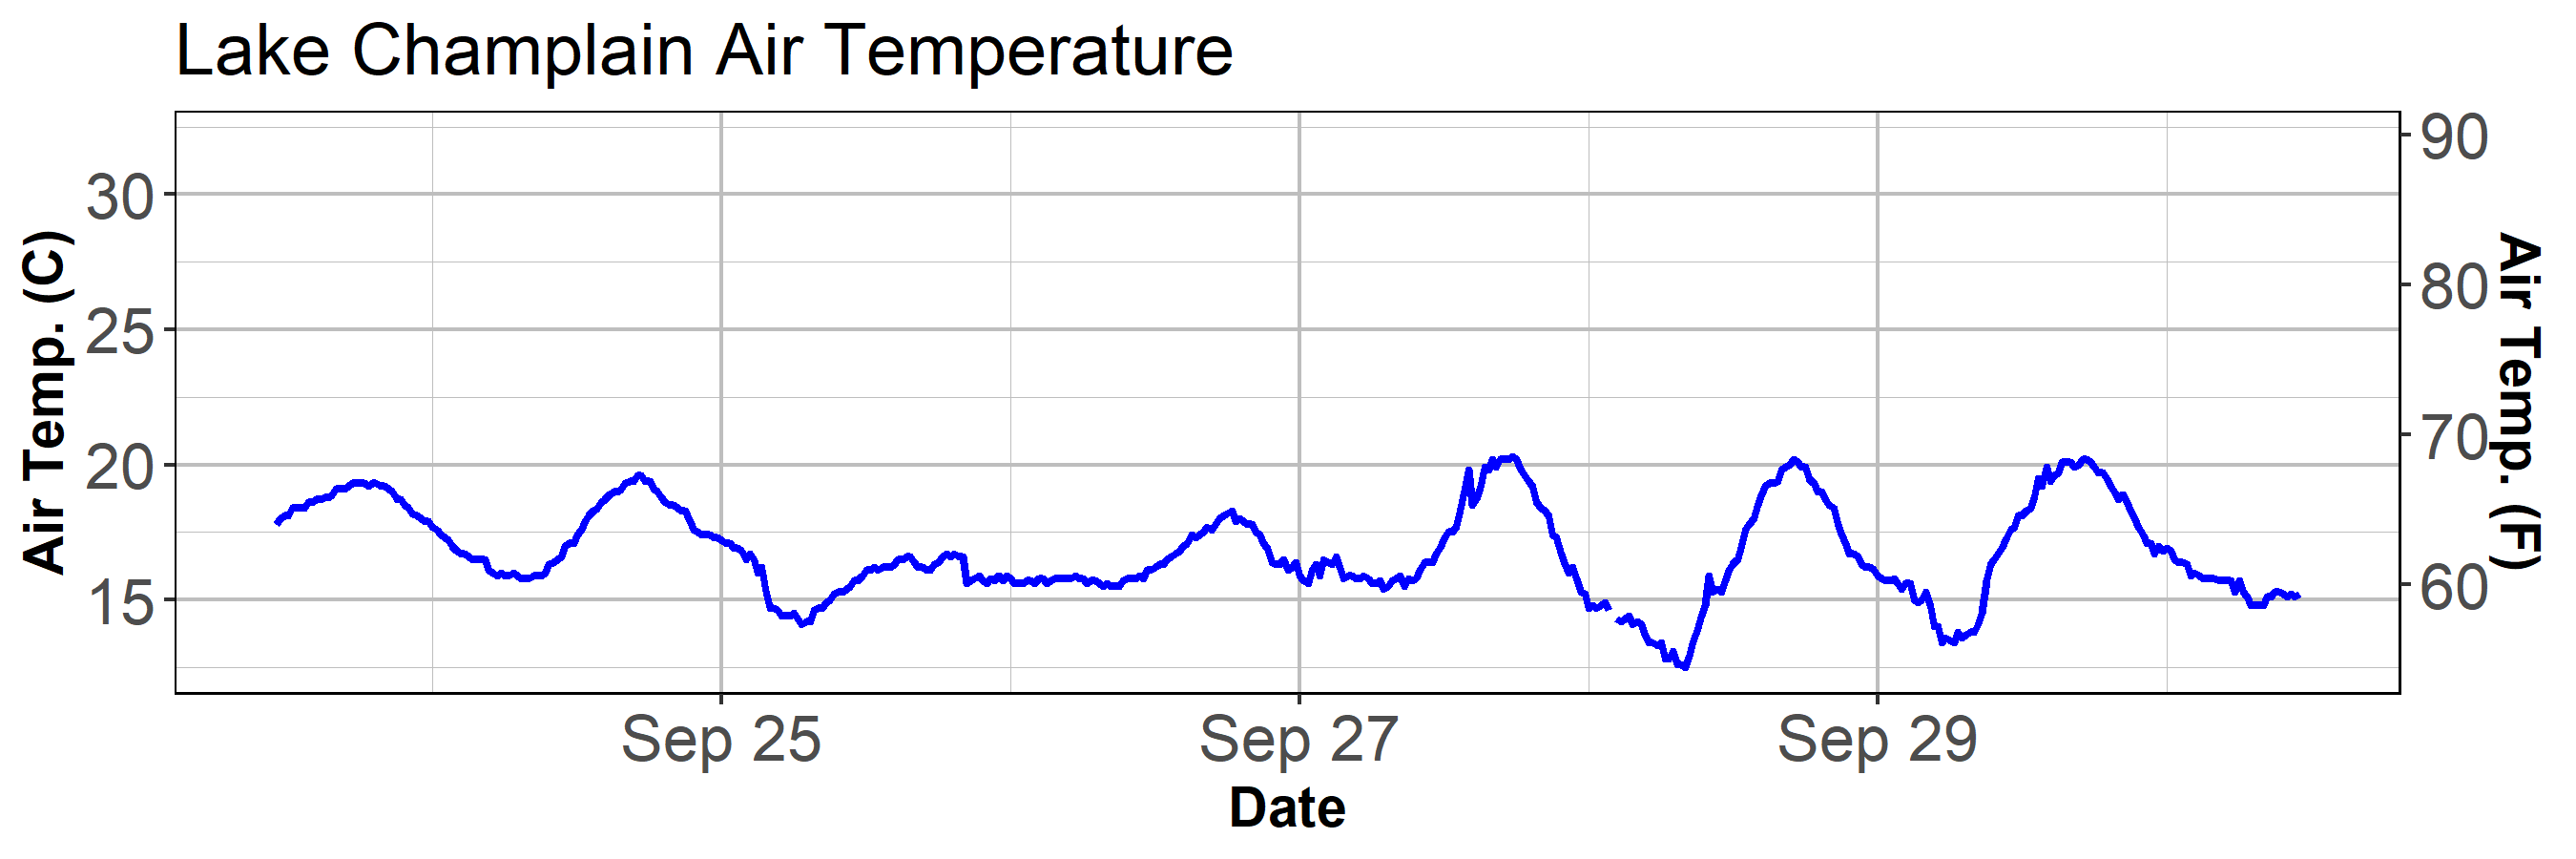 Lake Champlain Air Temperature
Air Temp. (C)
30
25
20
15
90
80
70
60
Air Temp. (F)
Sep 25
Sep 27
Sep 29
Date